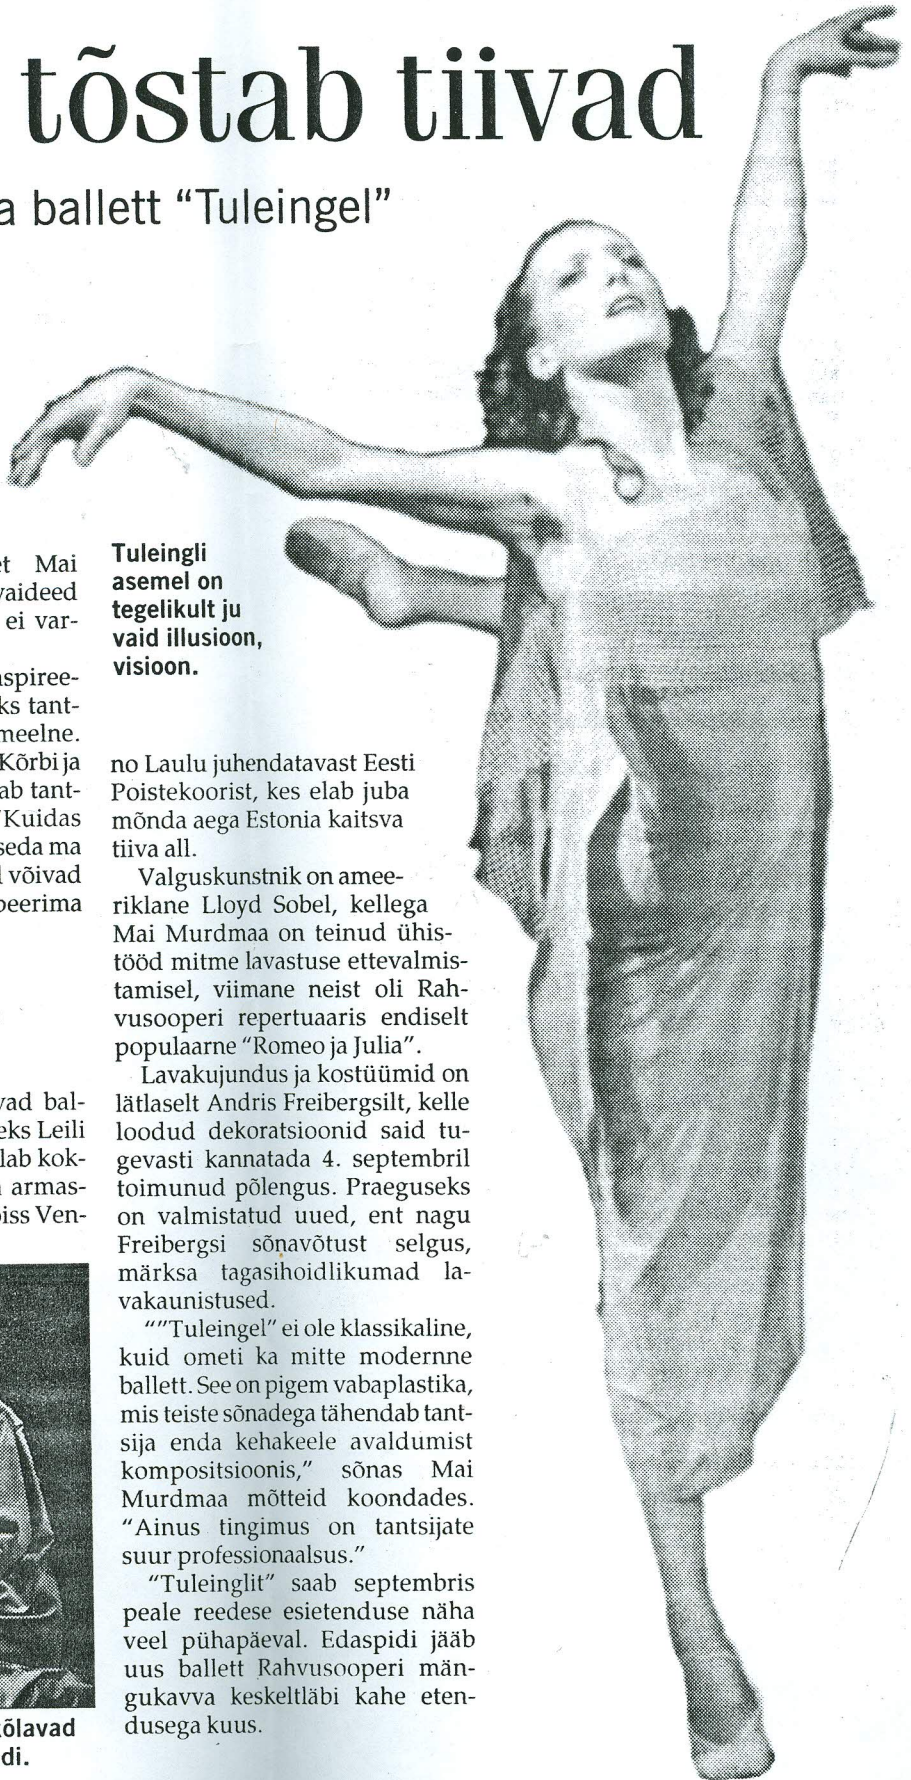 tõstab tiivad
a ballett “Tuleingel”
t Mai
vaideed
ei var-
nspiree-
ks tant-
meelne.
Kõrbi ja
ab tant-
“Kuidas
seda ma
l võivad
peerima
vad bal-
eks Leili
lab kok-
armas-
oiss Ven-
kõlavad
di.
Tuleingli
asemel on
tegelikult ju
vaid illusioon,
visioon.
no Laulu juhendatavast Eesti
Poistekoorist, kes elab juba
mõnda aega Estonia kaitsva
tiiva all.
Valguskunstnik on amee-
riklane Lloyd Sobel, kellega
Mai Murdmaa on teinud ühis-
tööd mitme lavastuse ettevalmis-
tamisel, viimane neist oli Rah-
vusooperi repertuaaris endiselt
populaarne “Romeo ja Julia”.
Lavakujundus ja kostüümid on
lätlaselt Andris Freibergsilt, kelle
loodud dekoratsioonid said tu-
gevasti kannatada 4. septembril
toimunud põlengus. Praeguseks
on valmistatud uued, ent nagu
Freibergsi sõnavõtust selgus,
märksa tagasihoidlikumad la-
vakaunistused.
““Tuleingel” ei ole klassikaline,
kuid ometi ka mitte modernne
ballett. See on pigem vabaplastika,
mis teiste sõnadega tähendab tant-
sija enda kehakeele avaldumist
kompositsioonis,” sõnas Mai
Murdmaa mõtteid koondades.
“Ainus tingimus on tantsijate
suur professionaalsus.”
“Tuleinglit” saab septembris
peale reedese esietenduse näha
veel pühapäeval. Edaspidi jääb
uus ballett Rahvusooperi män-
gukavva keskeltläbi kahe eten-
dusega kuus.